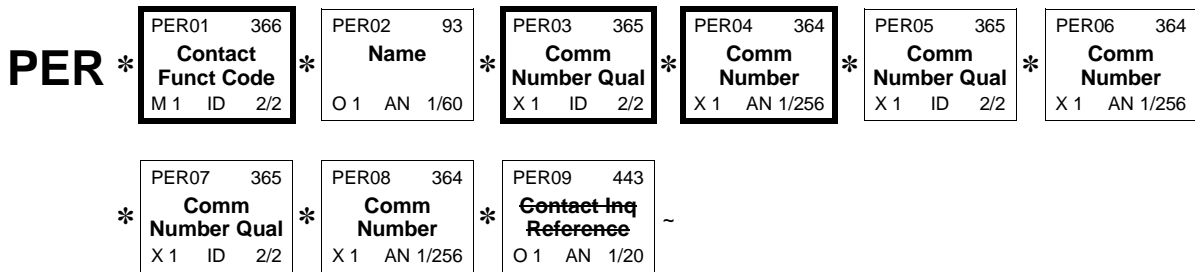 PER * PER01 366 * PER02 93 * PER03 365 * PER04 364 * PER05 365 * PER06 364
Contact Name Comm Comm Comm Comm
Funct Code Number Qual Number Number Qual Number
M 1 ID 2/2 O 1 AN 1/60 X 1 ID 2/2 X 1 AN 1/256 X 1 ID 2/2 X 1 AN 1/256
* PER07 365 * PER08 364 * PER09 443 ~
Comm Comm Contact Inq
Number Qual Number Reference
X 1 ID 2/2 X 1 AN 1/256 O 1 AN 1/20